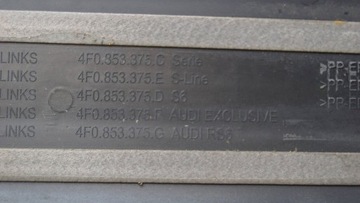 LINKS 4F0.853.375.C Serie
LINKS 4F0.853.375.E S-Line >PP-E
LINKS 4F0.853.375.D S6
LINKS 4F0.853.375. AUDI EXCLUSIVE
LINKS 4F0.853.375.G AUDI RS6